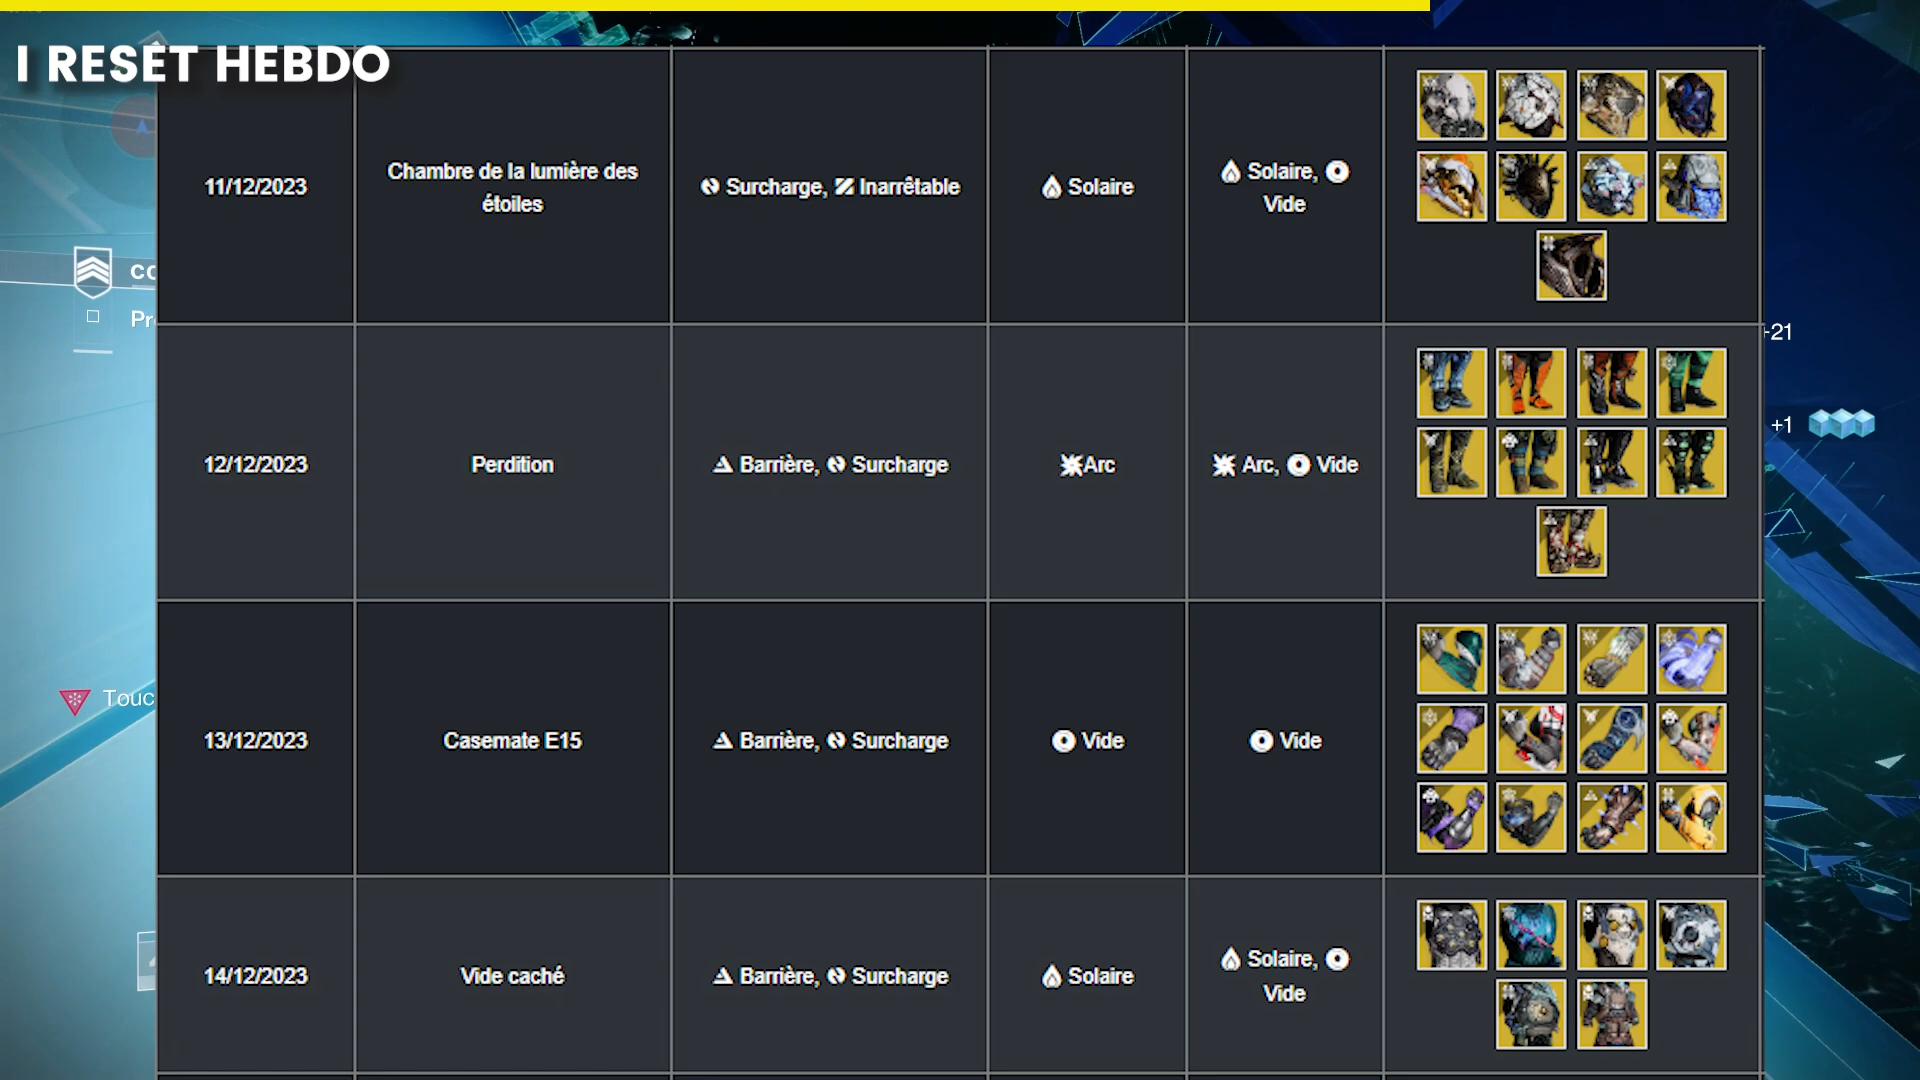 I RESET HEBDO
11/12/2023
Chambre de la lumière des
étoiles
Surcharge, Inarrêtable
Solaire
Solaire,
Vide
12/12/2023
Perdition
Barrière, Surcharge
Arc
Arc, Vide
+21
+1
13/12/2023
Casemate E15
Barrière, Surcharge
Vide
Vide
Touc
14/12/2023
Vide caché
Barrière, Surcharge
Solaire
Solaire,
Vide